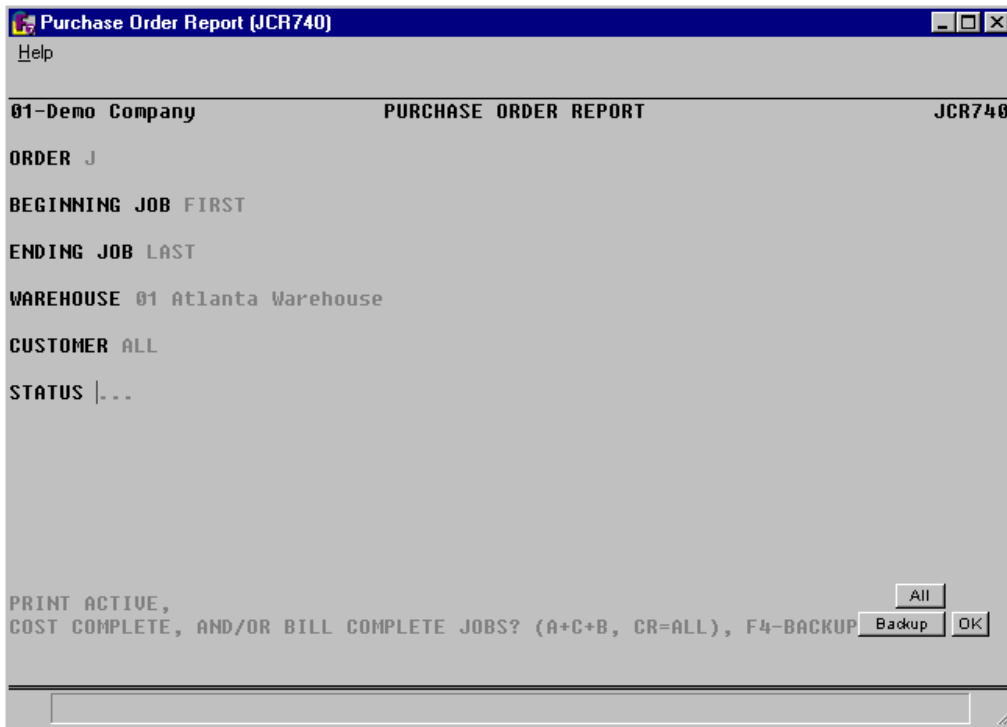 Purchase Order Report (JCR740)
Help
01-Demo Company PURCHASE ORDER REPORT JCR740
ORDER J
BEGINNING JOB FIRST
ENDING JOB LAST
WAREHOUSE 01 Atlanta Warehouse
CUSTOMER ALL
STATUS ...
PRINT ACTIVE, All
COST COMPLETE, AND/OR BILL COMPLETE JOBS? (A+C+B, CR=ALL), F4-BACKUP Backup OK